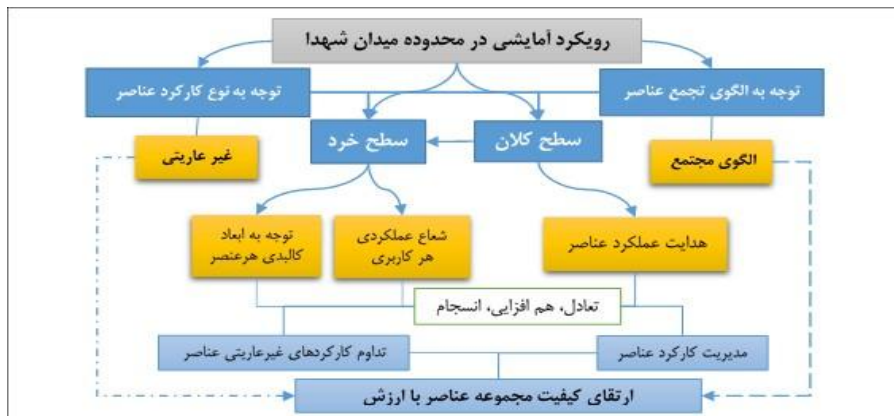 رویکرد آمایشی در محدوده میدان شهدا
توجه به الگوی تجمع عناصر
توجه به نوع کارکرد عناصر
سطح کلان
سطح خرد
الگوی مجتمع
غیر عاریتی
هدایت عملکرد عناصر
شعاع عملکردی
هر کاربری
توجه به ابعاد
کالبدی هرعنصر
تعادل، هم افزایی، انسجام
مدیریت کارکرد عناصر
تداوم کارکردهای غیرعاریتی عناصر
ارتقای کیفیت مجموعه عناصر با ارزش